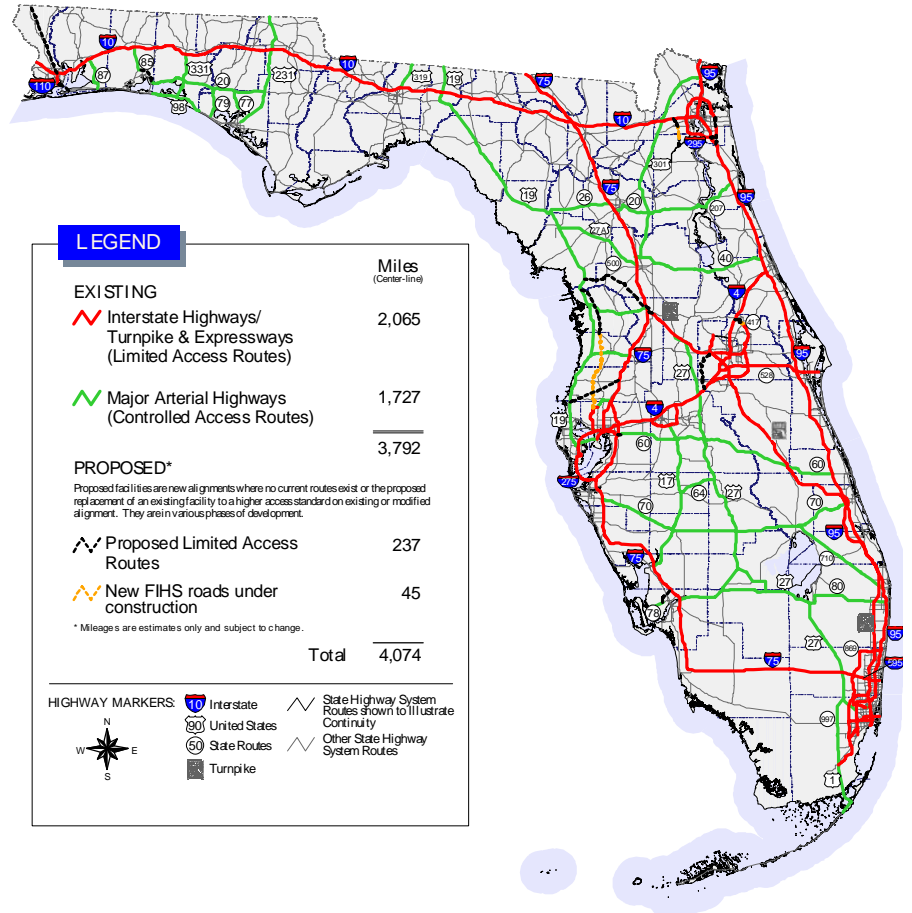 10
10
75
95
85
331
319
19
87
20
231
110
98
79
77
10
295
301
75
95
19
26
20
207
27A
500
40
4
417
75
27
95
528
4
19
60
60
275
17
64
27
70
70
95
75
710
27
80
78
27
869
95
595
75
997
1
LEGEND
Miles
(Center-line)
EXISTING
Interstate Highways/ 2,065
Turnpike & Expressways
(Limited Access Routes)
Major Arterial Highways 1,727
(Controlled Access Routes)
3,792
PROPOSED*
Proposed facilities are new alignments where no current routes exist or the proposed
replacement of an existing facility to a higher access standard on existing or modified
alignment. They are in various phases of development.
Proposed Limited Access 237
Routes
New FIHS roads under 45
construction
* Mileages are estimates only and subject to change.
Total 4,074
HIGHWAY MARKERS:
10 Interstate
90 United States
50 State Routes
Turnpike
State Highway System
Routes shown to Illustrate
Continuity
Other State Highway
System Routes
N
W E
S